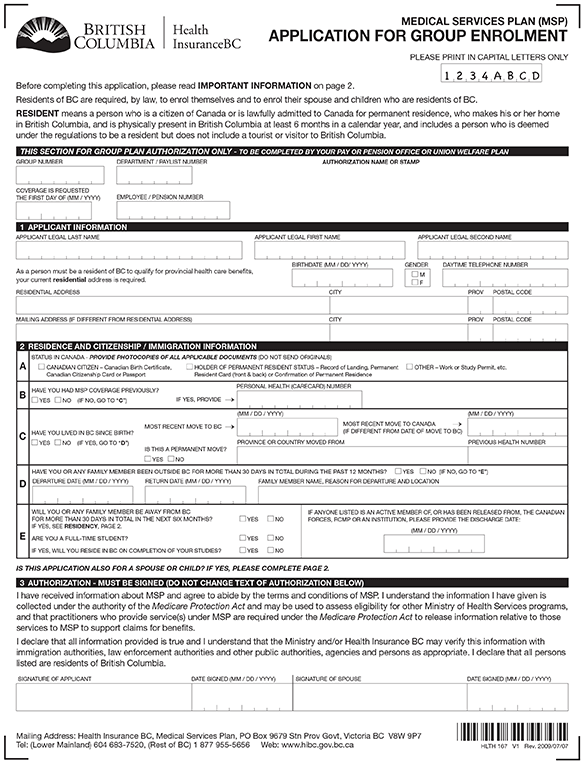 BRITISH
COLUMBIA
Health
InsuranceBC
MEDICAL SERVICES PLAN (MSP)
APPLICATION FOR GROUP ENROLMENT
PLEASE PRINT IN CAPITAL LETTERS ONLY
1 2 3 4 A B C D
Before completing this application, please read IMPORTANT INFORMATION on page 2.
Residents of BC are required, by law, to enrol themselves and to enrol their spouse and children who are residents of BC.
RESIDENT means a person who is a citizen of Canada or is lawfully admitted to Canada for permanent residence, who makes his or her home
in British Columbia, and is physically present in British Columbia at least 6 months in a calendar year, and includes a person who is deemed
under the regulations to be a resident but does not include a tourist or visitor to British Columbia.
THIS SECTION FOR GROUP PLAN AUTHORIZATION ONLY - TO BE COMPLETED BY YOUR PAY OR PENSION OFFICE OR UNION WELFARE PLAN
GROUP NUMBER DEPARTMENT / PAYLIST NUMBER AUTHORIZATION NAME OR STAMP
COVERAGE IS REQUESTED
THE FIRST DAY OF (MM / YYYY) EMPLOYEE / PENSION NUMBER
1 APPLICANT INFORMATION
APPLICANT LEGAL LAST NAME APPLICANT LEGAL FIRST NAME APPLICANT LEGAL SECOND NAME
As a person must be a resident of BC to qualify for provincial health care benefits,
your current residential address is required.
BIRTHDATE (MM / DD/ YYYY) GENDER DAYTIME TELEPHONE NUMBER
M
F
RESIDENTIAL ADDRESS CITY PROV POSTAL CODE
MAILING ADDRESS (IF DIFFERENT FROM RESIDENTIAL ADDRESS) CITY PROV POSTAL CODE
2 RESIDENCE AND CITIZENSHIP / IMMIGRATION INFORMATION
A STATUS IN CANADA - PROVIDE PHOTOCOPIES OF ALL APPLICABLE DOCUMENTS (DO NOT SEND ORIGINALS)
CANADIAN CITIZEN – Canadian Birth Certificate, HOLDER OF PERMANENT RESIDENT STATUS – Record of Landing, Permanent OTHER – Work or Study Permit, etc.
Canadian Citizenship Card or Passport Resident Card (front & back) or Confirmation of Permanent Residence
B HAVE YOU HAD MSP COVERAGE PREVIOUSLY? PERSONAL HEALTH (CARECARD) NUMBER
YES NO (IF NO, GO TO "C") IF YES, PROVIDE
C HAVE YOU LIVED IN BC SINCE BIRTH?
YES NO (IF YES, GO TO "D")
MOST RECENT MOVE TO BC (MM / DD / YYYY) MOST RECENT MOVE TO CANADA (MM / DD / YYYY)
(IF DIFFERENT FROM DATE OF MOVE TO BC)
IS THIS A PERMANENT MOVE? PROVINCE OR COUNTRY MOVED FROM PREVIOUS HEALTH NUMBER
YES NO
D HAVE YOU OR ANY FAMILY MEMBER BEEN OUTSIDE BC FOR MORE THAN 30 DAYS IN TOTAL DURING THE PAST 12 MONTHS? YES NO (IF NO, GO TO "E")
DEPARTURE DATE (MM / DD / YYYY) RETURN DATE (MM / DD / YYYY) FAMILY MEMBER NAME, REASON FOR DEPARTURE AND LOCATION
E WILL YOU OR ANY FAMILY MEMBER BE AWAY FROM BC
FOR MORE THAN 30 DAYS IN TOTAL IN THE NEXT SIX MONTHS? YES NO
IF YES, SEE RESIDENCY, PAGE 2.
ARE YOU A FULL-TIME STUDENT? YES NO
IF YES, WILL YOU RESIDE IN BC ON COMPLETION OF YOUR STUDIES? YES NO
IF ANYONE LISTED IS AN ACTIVE MEMBER OF, OR HAS BEEN RELEASED FROM, THE CANADIAN
FORCES, RCMP OR AN INSTITUTION, PLEASE PROVIDE THE DISCHARGE DATE:
(MM / DD / YYYY)
IS THIS APPLICATION ALSO FOR A SPOUSE OR CHILD? IF YES, PLEASE COMPLETE PAGE 2.
3 AUTHORIZATION - MUST BE SIGNED (DO NOT CHANGE TEXT OF AUTHORIZATION BELOW)
I have received information about MSP and agree to abide by the terms and conditions of MSP. I understand the information I have given is
collected under the authority of the Medicare Protection Act and may be used to assess eligibility for other Ministry of Health Services programs,
and that practitioners who provide service(s) under MSP are required under the Medicare Protection Act to release information relative to those
services to MSP to support claims for benefits.
I declare that all information provided is true and I understand that the Ministry and/or Health Insurance BC may verify this information with
immigration authorities, law enforcement authorities and other public authorities, agencies and persons as appropriate. I declare that all persons
listed are residents of British Columbia.
SIGNATURE OF APPLICANT DATE SIGNED (MM / DD / YYYY) SIGNATURE OF SPOUSE DATE SIGNED (MM / DD / YYYY)
Mailing Address: Health Insurance BC, Medical Services Plan, PO Box 9679 Stn Prov Govt, Victoria BC V8W 9P7
Tel: (Lower Mainland) 604 683-7520, (Rest of BC) 1 877 955-5656 Web: www.hibc.gov.bc.ca
HLTH 167 V1 Rev. 2009/07/07